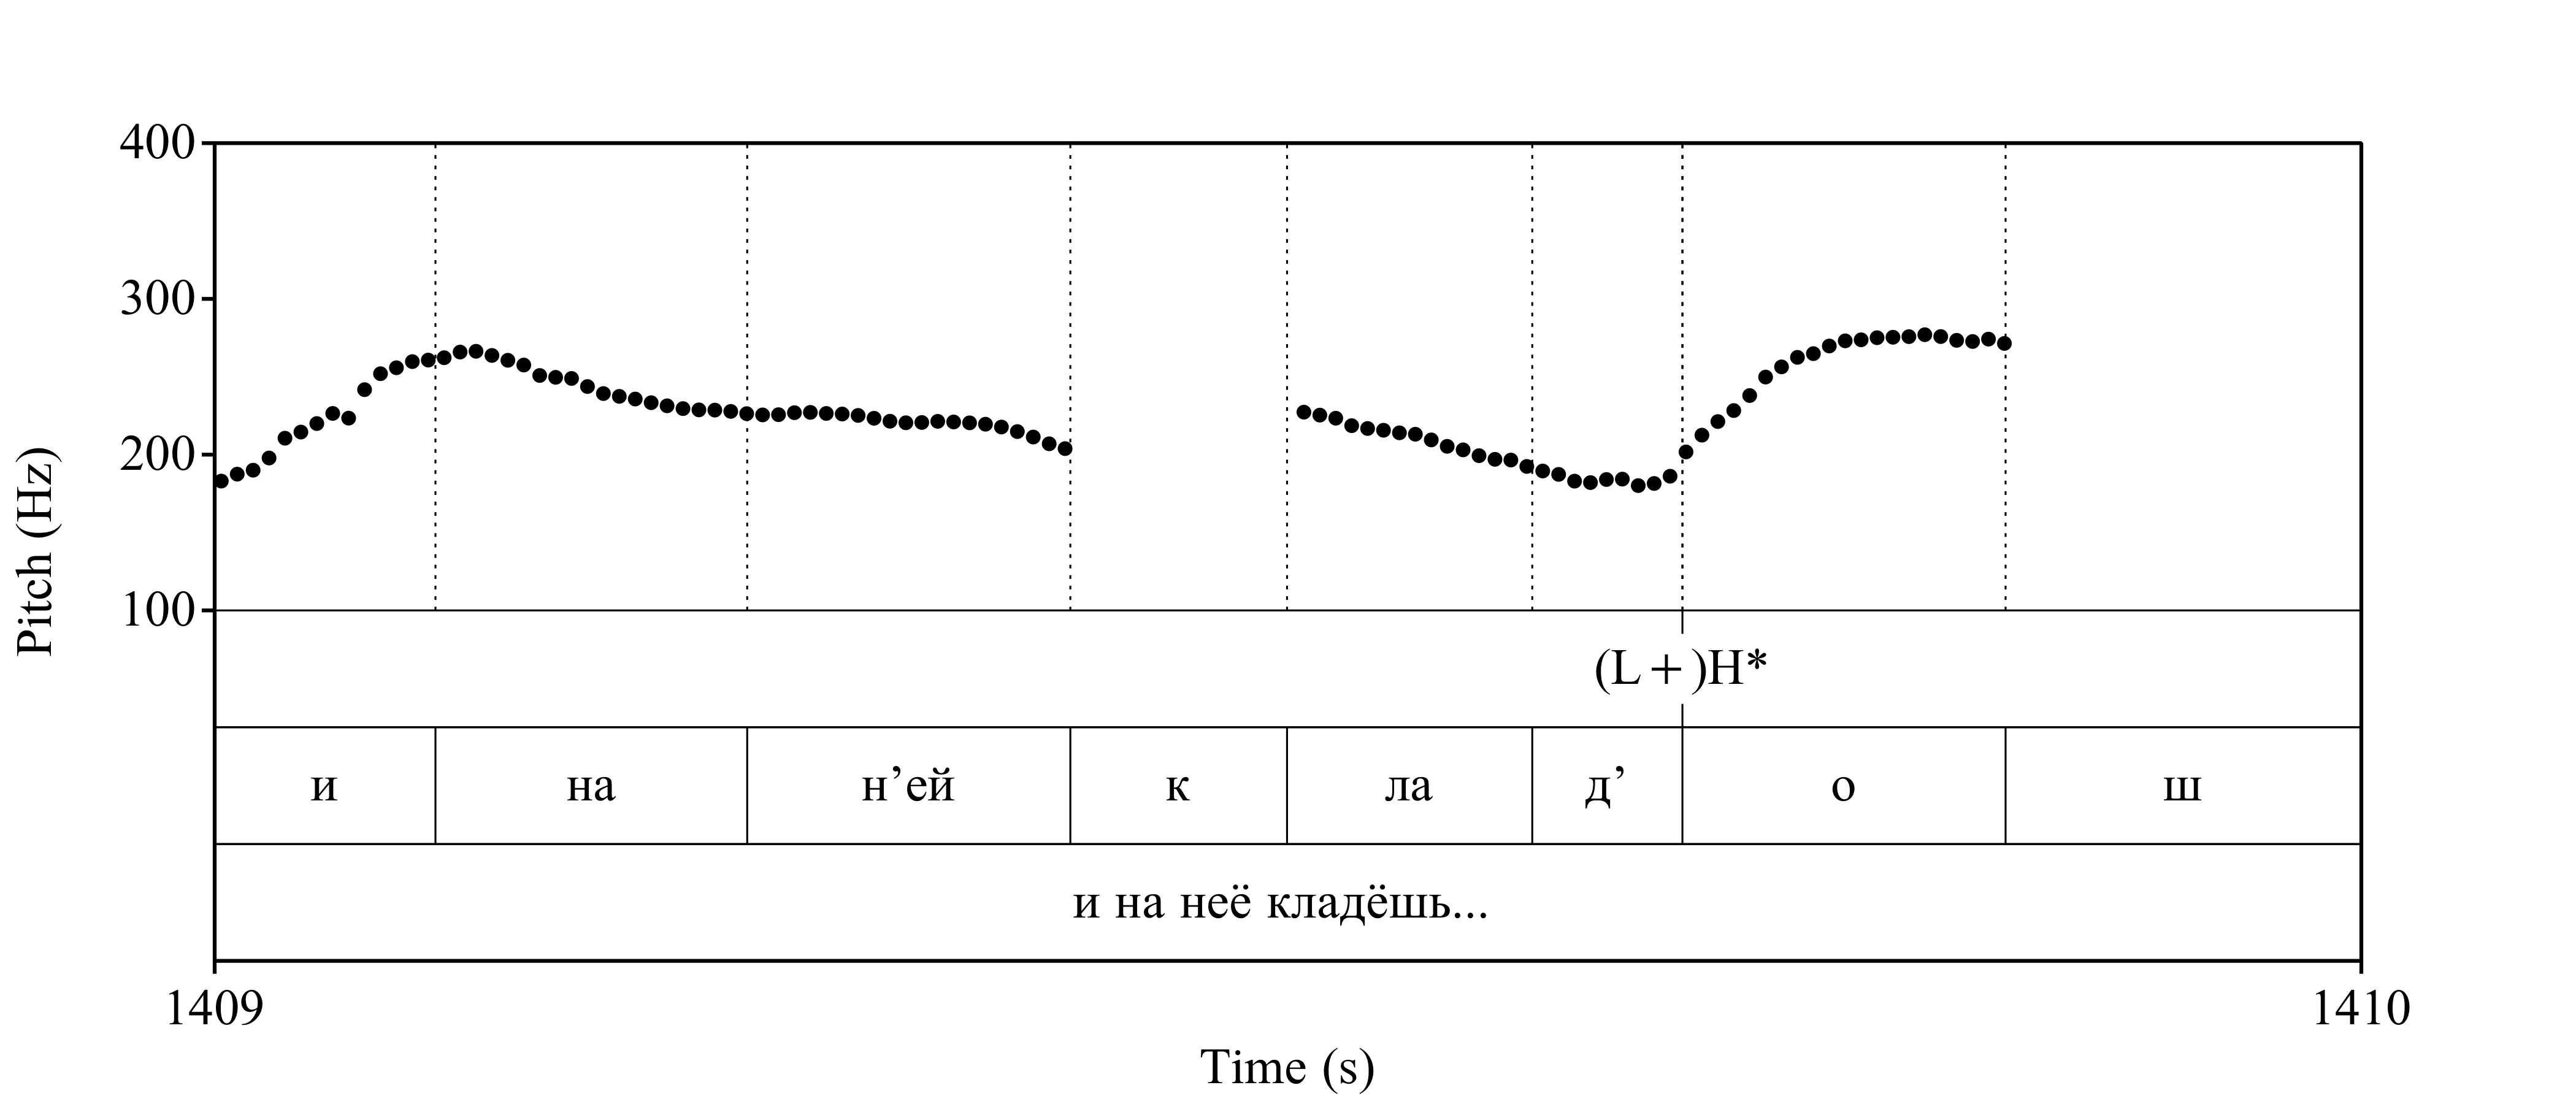 400
300
200
100
Pitch (Hz)
(L+)H*
и на н’ей к ла д’ о ш
и на неё кладёшь...
1409 1410
Time (s)